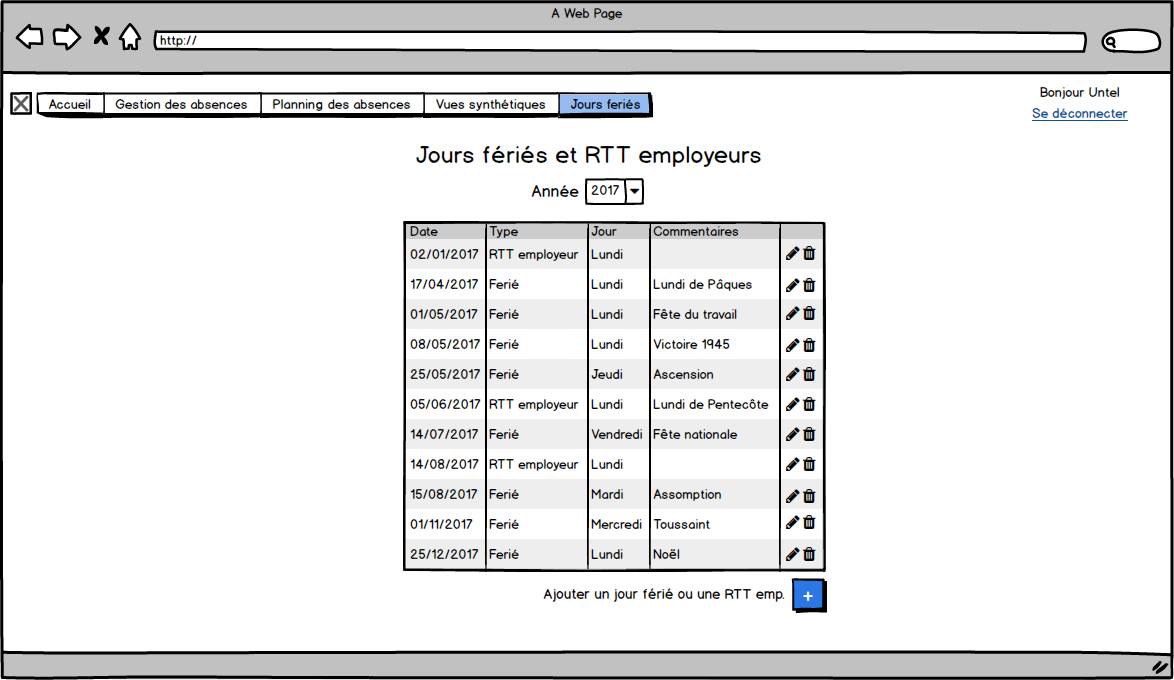 A Web Page
http://
Accueil Gestion des absences Planning des absences Vues synthétiques Jours feriés
Bonjour Untel
Se déconnecter
Jours fériés et RTT employeurs
Année 2017
Date Type Jour Commentaires
02/01/2017 RTT employeur Lundi
17/04/2017 Ferié Lundi Lundi de Pâques
01/05/2017 Ferié Lundi Fête du travail
08/05/2017 Ferié Lundi Victoire 1945
25/05/2017 Ferié Jeudi Ascension
05/06/2017 RTT employeur Lundi Lundi de Pentecôte
14/07/2017 Ferié Vendredi Fête nationale
14/08/2017 RTT employeur Lundi
15/08/2017 Ferié Mardi Assomption
01/11/2017 Ferié Mercredi Toussaint
25/12/2017 Ferié Lundi Noël
Ajouter un jour férié ou une RTT emp. +